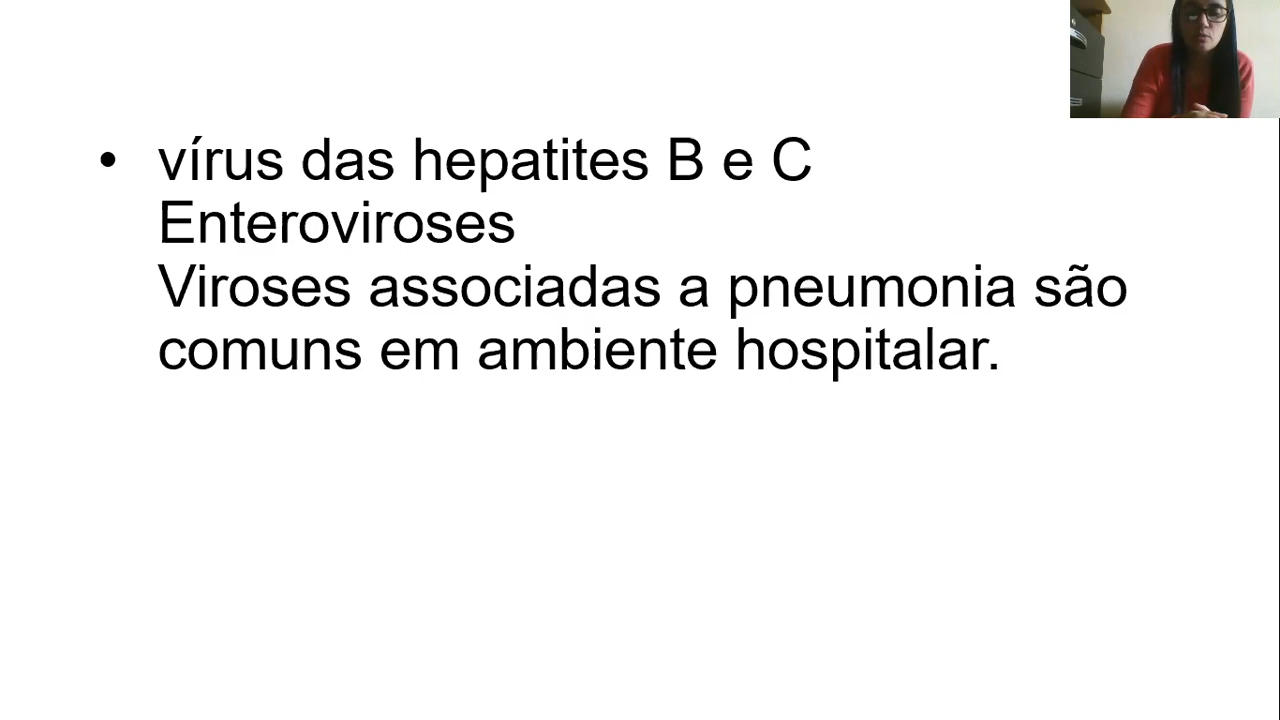 • vírus das hepatites B e C
Enteroviroses
Viroses associadas a pneumonia são
comuns em ambiente hospitalar.